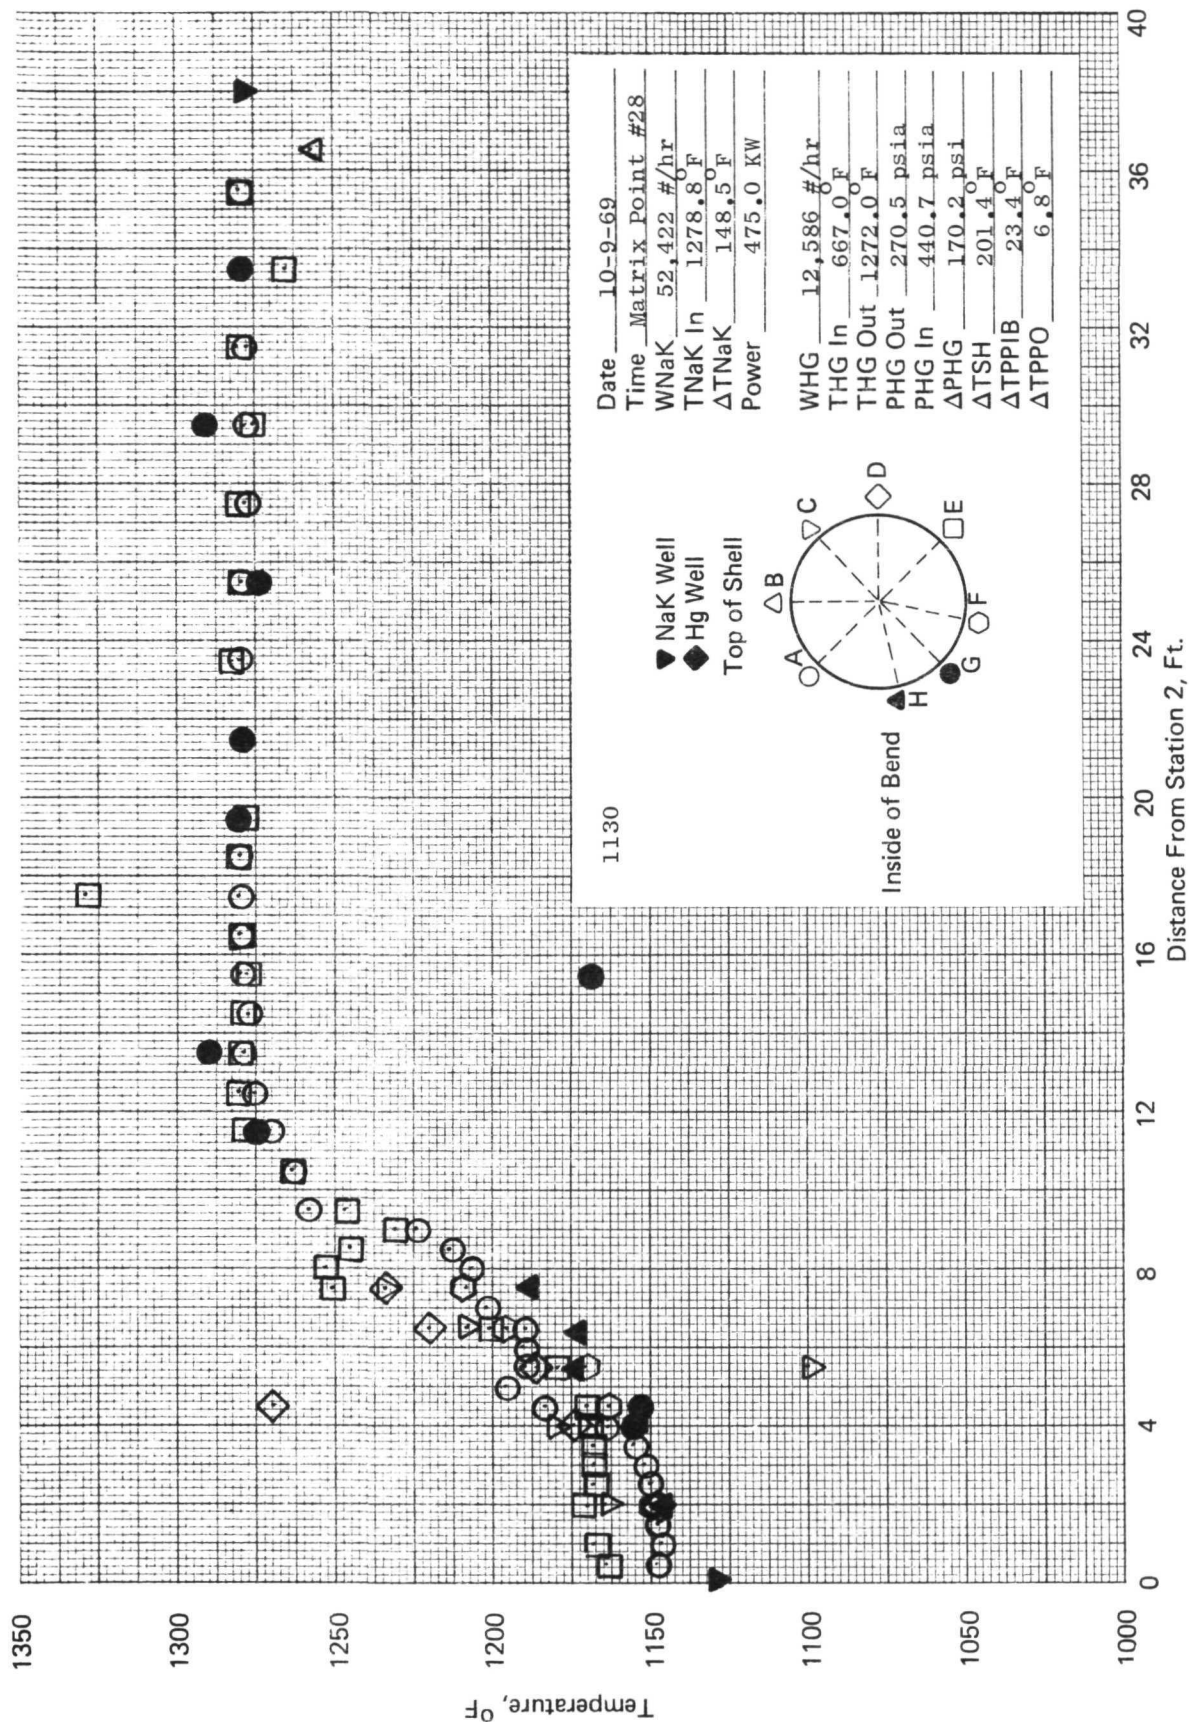 Temperature, °F
1350
1300
1250
1200
1150
1100
1050
1000
0
4
8
12
16
20
24
28
32
36
40
Distance From Station 2, Ft.
1130
NaK Well
Hg Well
Top of Shell
A
B
C
D
E
F
G
H
Inside of Bend
Date 10-9-69
Time Matrix Point #28
WNaK 52,422 #/hr
TNaK In 1278.8°F
ΔTNaK 148.5°F
Power 475.0 KW
WHG 12,586 #/hr
THG In 667.0°F
THG Out 1272.0°F
PHG Out 270.5 psia
PHG In 440.7 psia
ΔPHG 170.2 psi
ΔTSH 201.4°F
ΔTPPIB 23.4°F
ΔTPPO 6.8°F